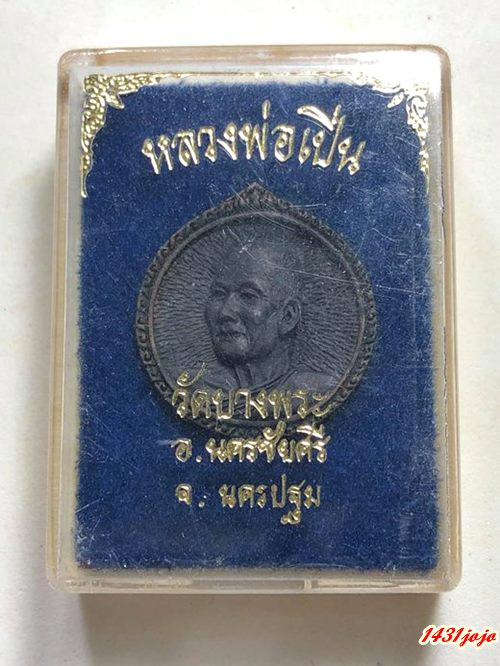 หลวงพ่อเปิ่น
วัดบางพระ
อ.นครชัยศรี
จ. นครปฐม
1431jojo